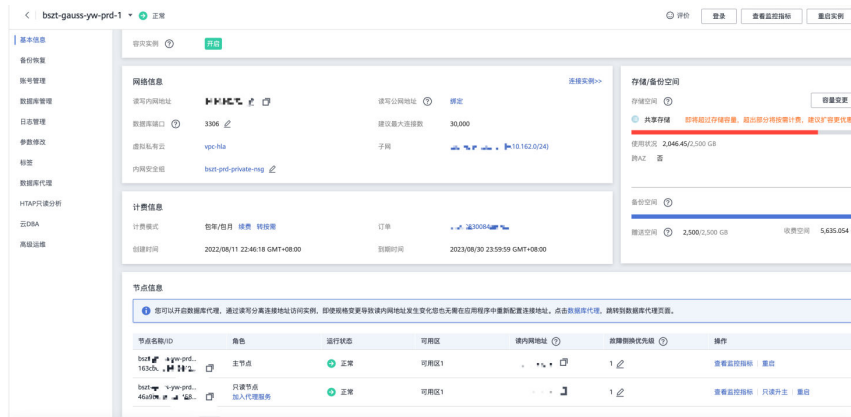 bszt-gauss-yw-prd-1 正常 评价 登录 查看监控指标 重启实例
基本信息
备份恢复
账号管理
数据库管理
日志管理
参数修改
标签
数据库代理
HTAP只读分析
云DBA
高级运维
容灾实例 开启
网络信息 连接实例>>
读写内网地址 读写公网地址 绑定
数据库端口 3306 建议最大连接数 30,000
虚拟私有云 vpc-hla 子网 10.162.0/24)
内网安全组 bszt-prd-private-nsg
计费信息
计费模式 包年/包月 续费 转按需 订单
创建时间 2022/08/11 22:46:18 GMT+08:00 到期时间 2023/08/30 23:59:59 GMT+08:00
存储/备份空间
存储空间 容量变更
共享存储 即将超过存储容量,超出部分将按需计费,建议扩容更优惠
使用状况 2,046.45/2,500 GB
跨AZ 否
备份空间
赠送空间 2,500/2,500 GB 收费空间 5,635.054
节点信息
您可以开启数据库代理,通过读写分离连接地址访问实例,即使规格变更导致读内网地址发生变化您也无需在应用程序中重新配置连接地址。点击数据库代理,跳转到数据库代理页面。
节点名称/ID 角色 运行状态 可用区 读内网地址 故障倒换优先级 操作
主节点 正常 可用区1 1 查看监控指标 重启
只读节点 正常 可用区1 1 查看监控指标 只读升主 重启
加入代理服务